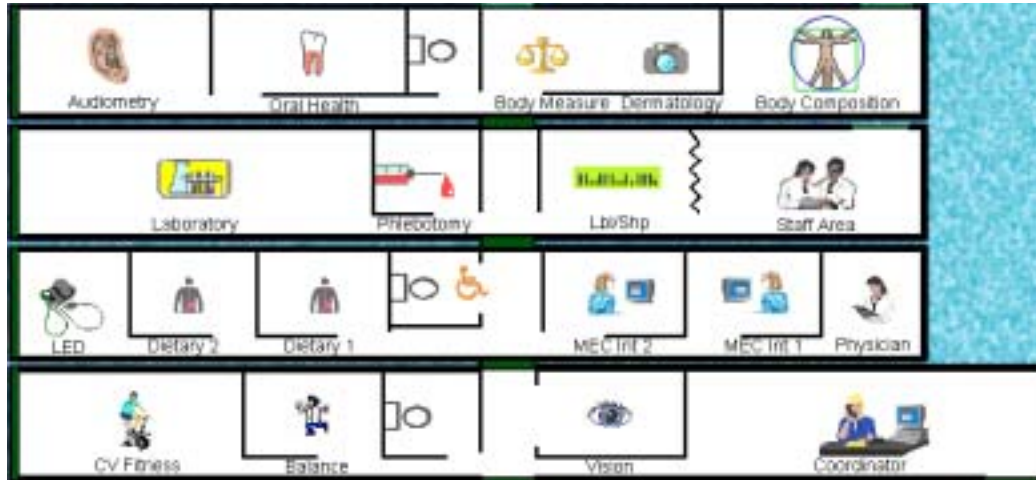 Audiometry
Oral Health
Body Measure
Dermatology
Body Composition
Laboratory
Phlebotomy
Lbl/Shp
Staff Area
LED
Dietary 2
Dietary 1
MEC Int 2
MEC Int 1
Physician
CV Fitness
Balance
Vision
Coordinator